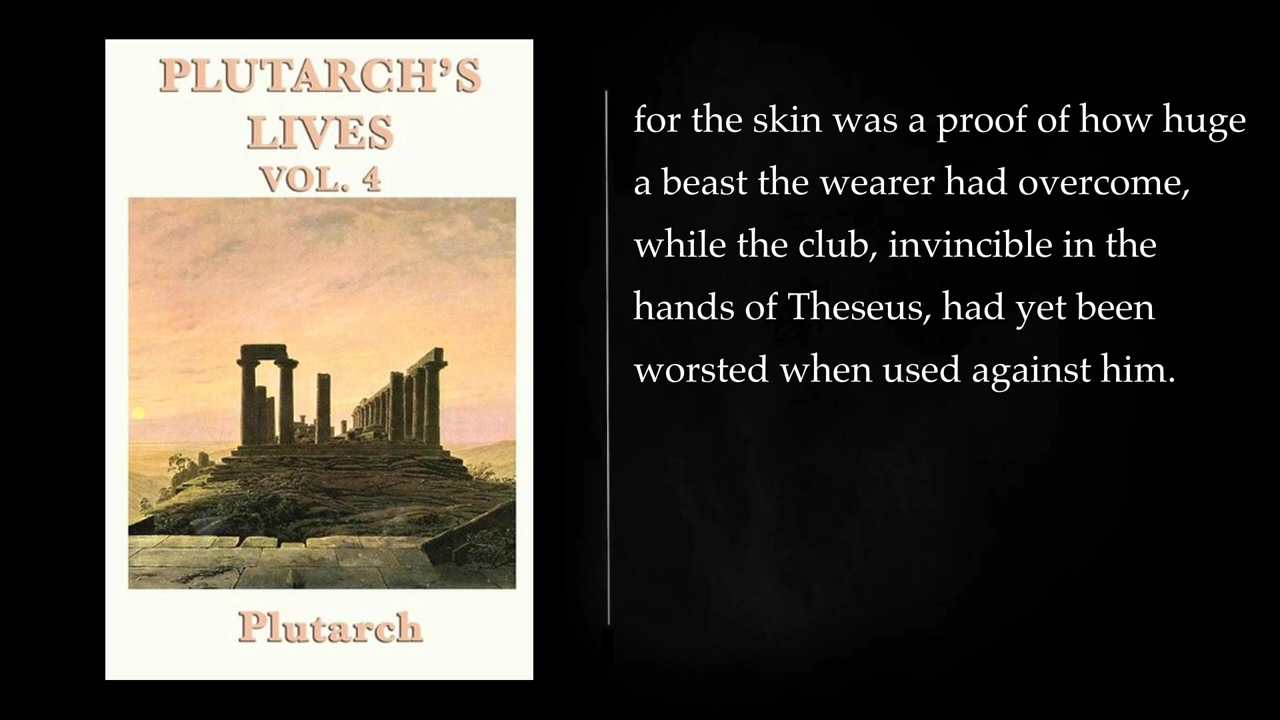 PLUTARCH'S
LIVES
VOL. 4
Plutarch
for the skin was a proof of how huge
a beast the wearer had overcome,
while the club, invincible in the
hands of Theseus, had yet been
worsted when used against him.